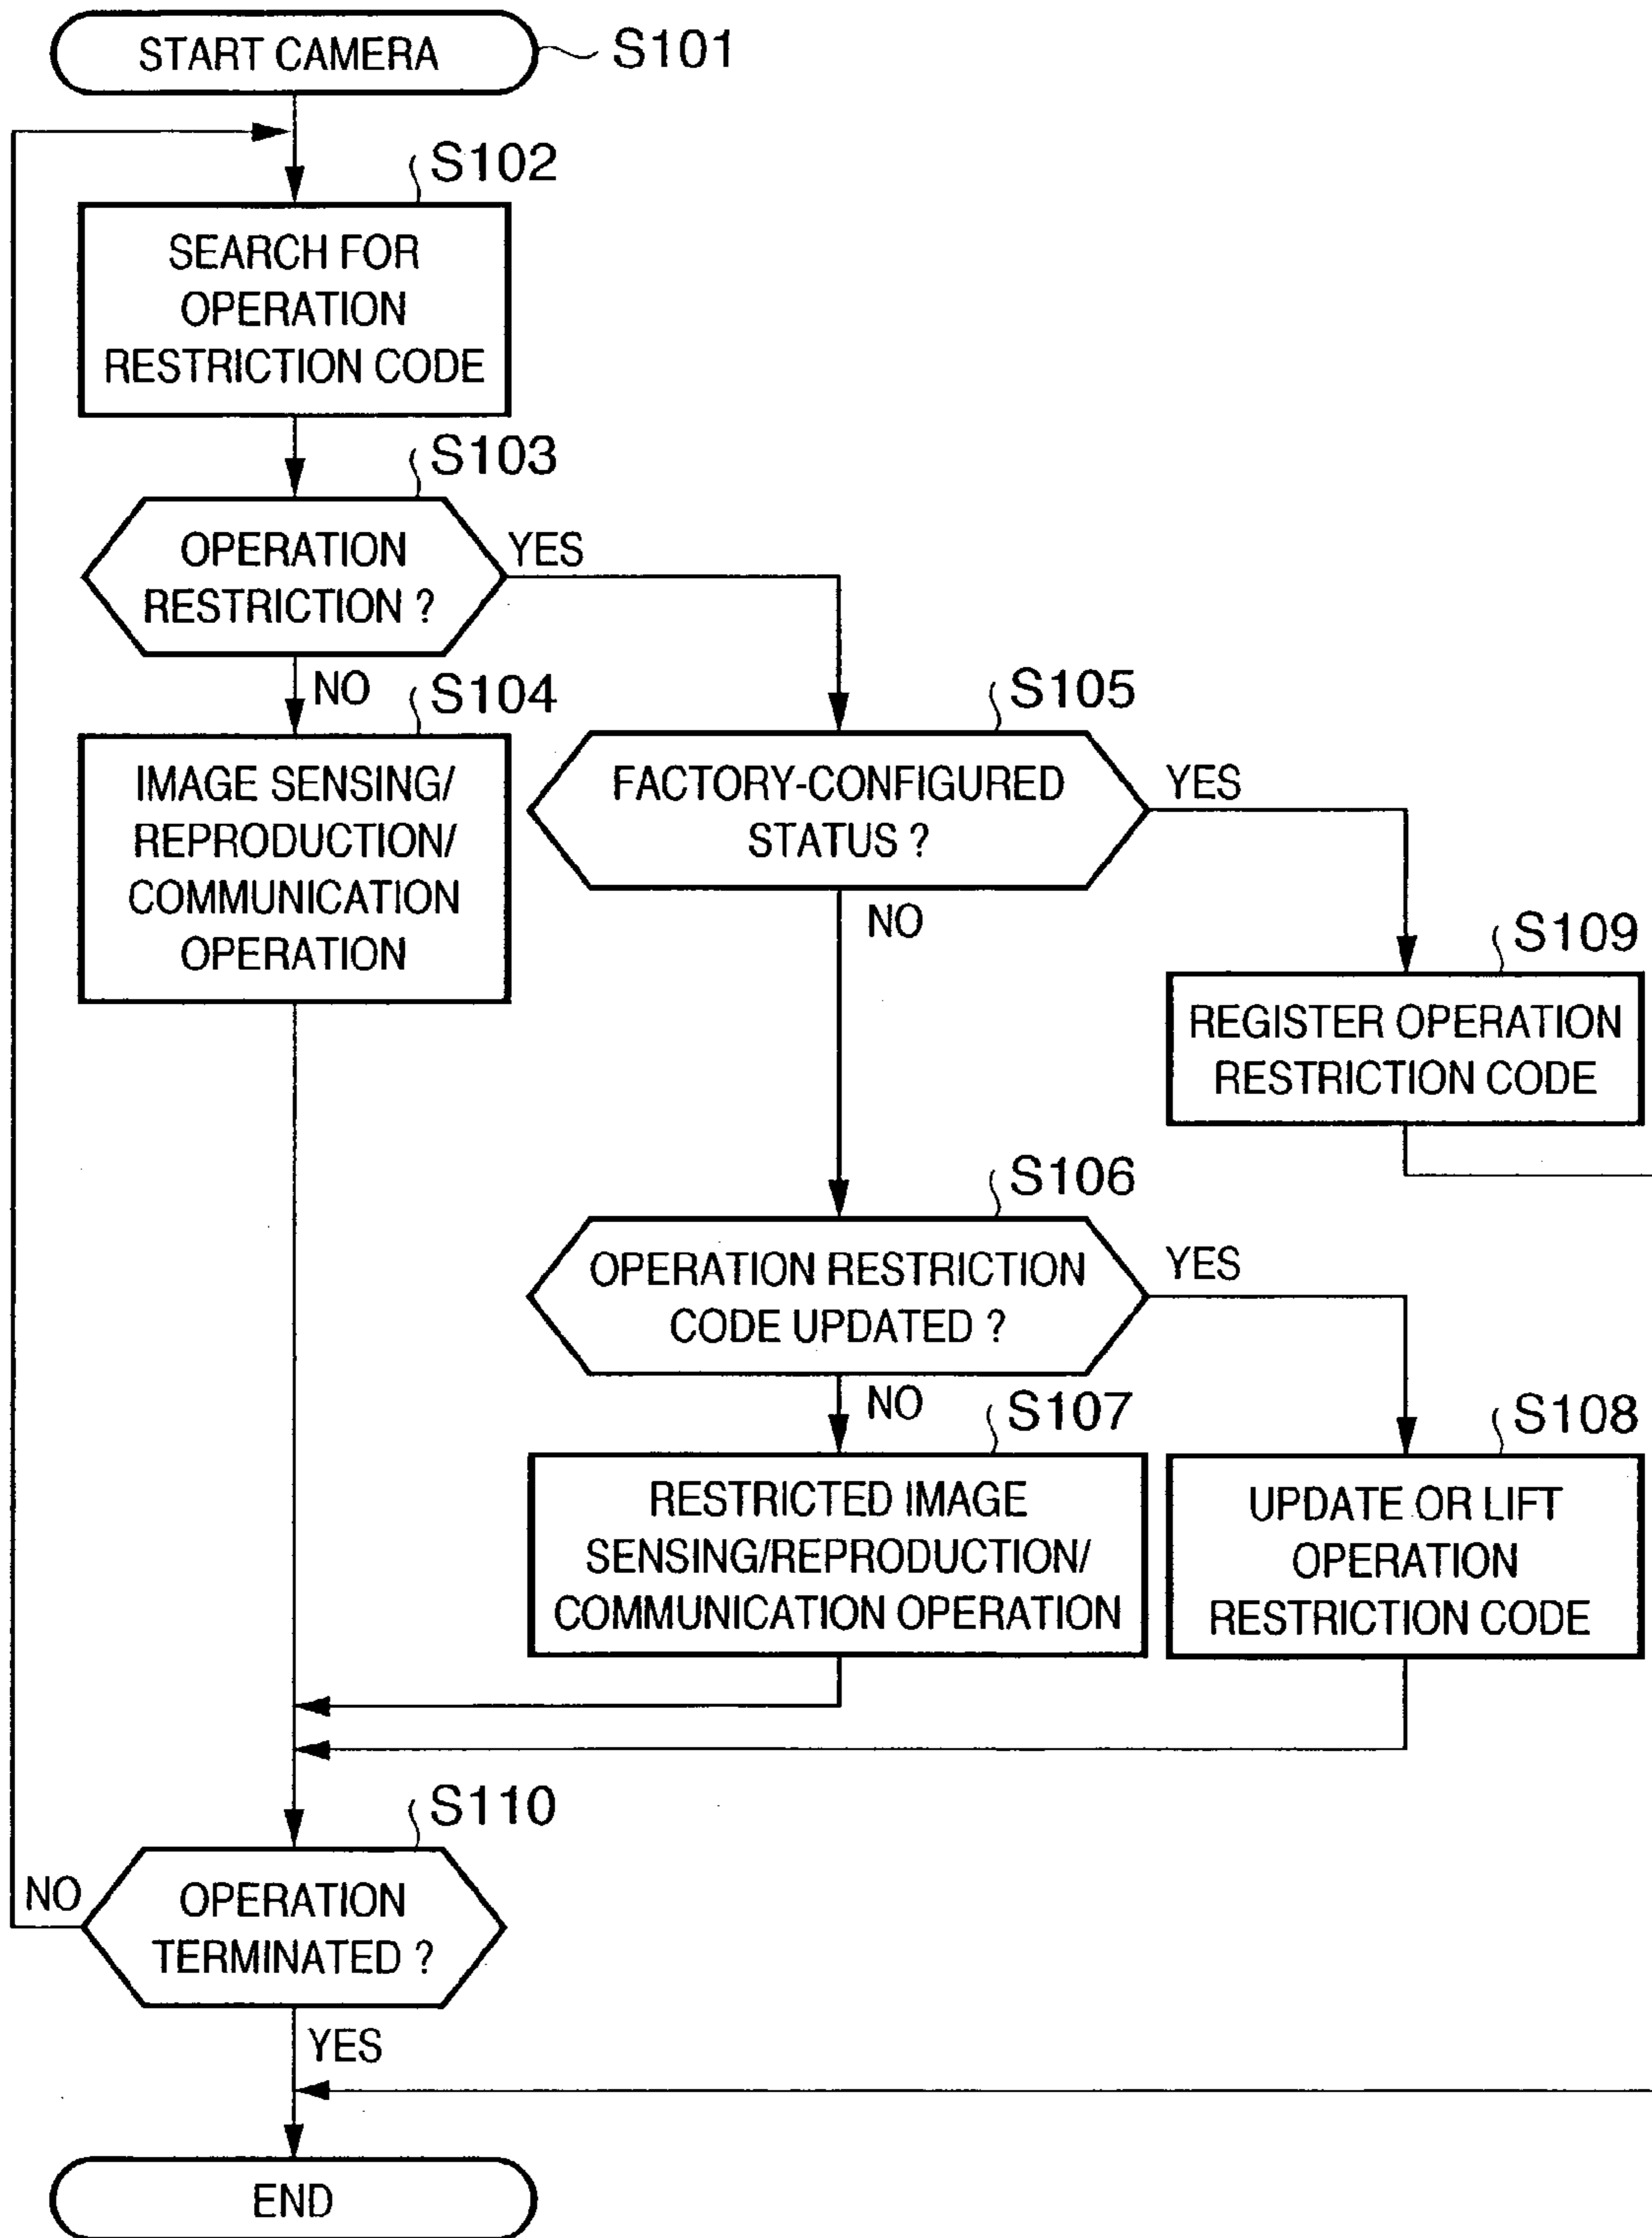 START CAMERA
S101
S102
SEARCH FOR
OPERATION
RESTRICTION CODE
S103
OPERATION
RESTRICTION ?
YES
NO
S104
IMAGE SENSING/
REPRODUCTION/
COMMUNICATION
OPERATION
S105
FACTORY-CONFIGURED
STATUS ?
YES
NO
S109
REGISTER OPERATION
RESTRICTION CODE
S106
OPERATION RESTRICTION
CODE UPDATED ?
YES
NO
S107
RESTRICTED IMAGE
SENSING/REPRODUCTION/
COMMUNICATION OPERATION
S108
UPDATE OR LIFT
OPERATION
RESTRICTION CODE
S110
NO
OPERATION
TERMINATED ?
YES
END